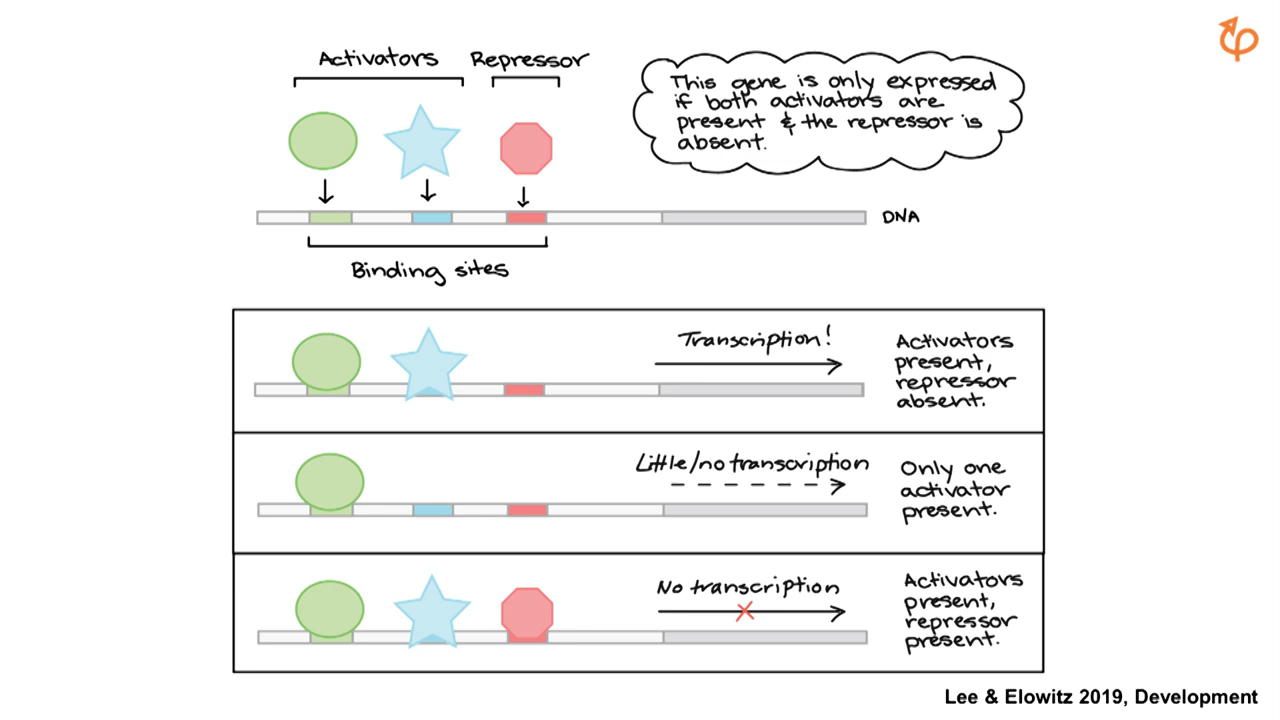 Activators
Repressor
This gene is only expressed
if both activators are
present & the repressor is
absent.
DNA
Binding sites
Transcription!
Activators
present,
repressor
absent.
Little/no transcription
Only one
activator
present.
No transcription
Activators
present,
repressor
present.
Lee & Elowitz 2019, Development